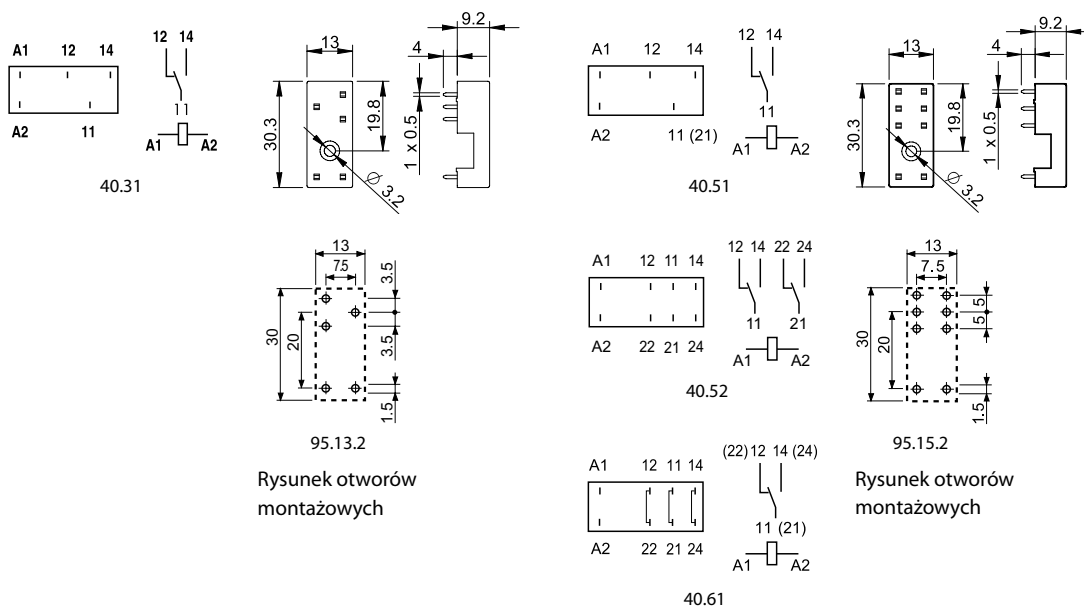 A1 12 14
A2 11
12 14
11
A1 A2
40.31
13
9.2
4
30.3
19.8
1 x 0.5
Ø 3.2
13
7.5
3.5
30
20
3.5
1.5
95.13.2
Rysunek otworów
montażowych
A1 12 14
A2 11 (21)
12 14
11
A1 A2
40.51
13
9.2
4
30.3
19.8
1 x 0.5
Ø 3.2
A1 12 11 14
A2 22 21 24
12 14 22 24
11 21
A1 A2
40.52
13
7.5
5
30
20
5
1.5
95.15.2
Rysunek otworów
montażowych
A1 12 11 14
A2 22 21 24
(22) 12 14 (24)
11 (21)
A1 A2
40.61